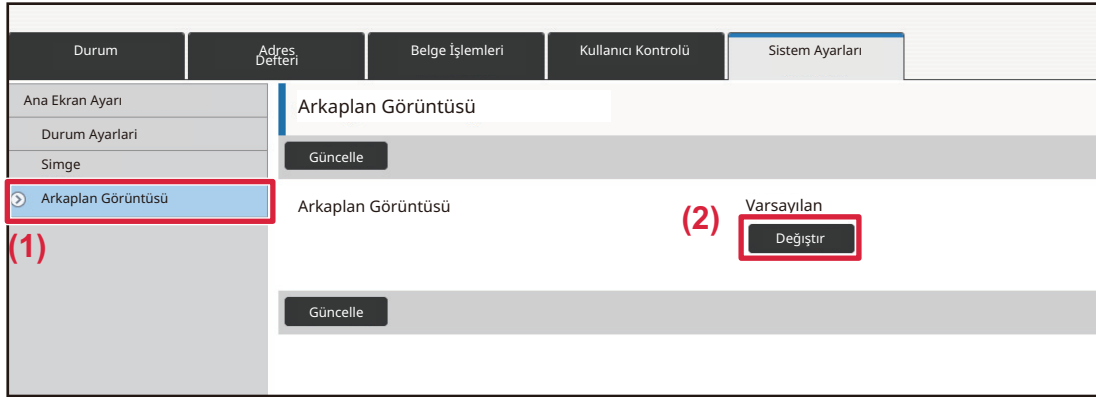 Durum
Adres
Defteri
Belge İşlemleri
Kullanıcı Kontrolü
Sistem Ayarları
Ana Ekran Ayarı
Durum Ayarlari
Simge
Arkaplan Görüntüsü
(1)
Arkaplan Görüntüsü
Güncelle
Arkaplan Görüntüsü
Varsayılan
(2)
Değıştır
Güncelle